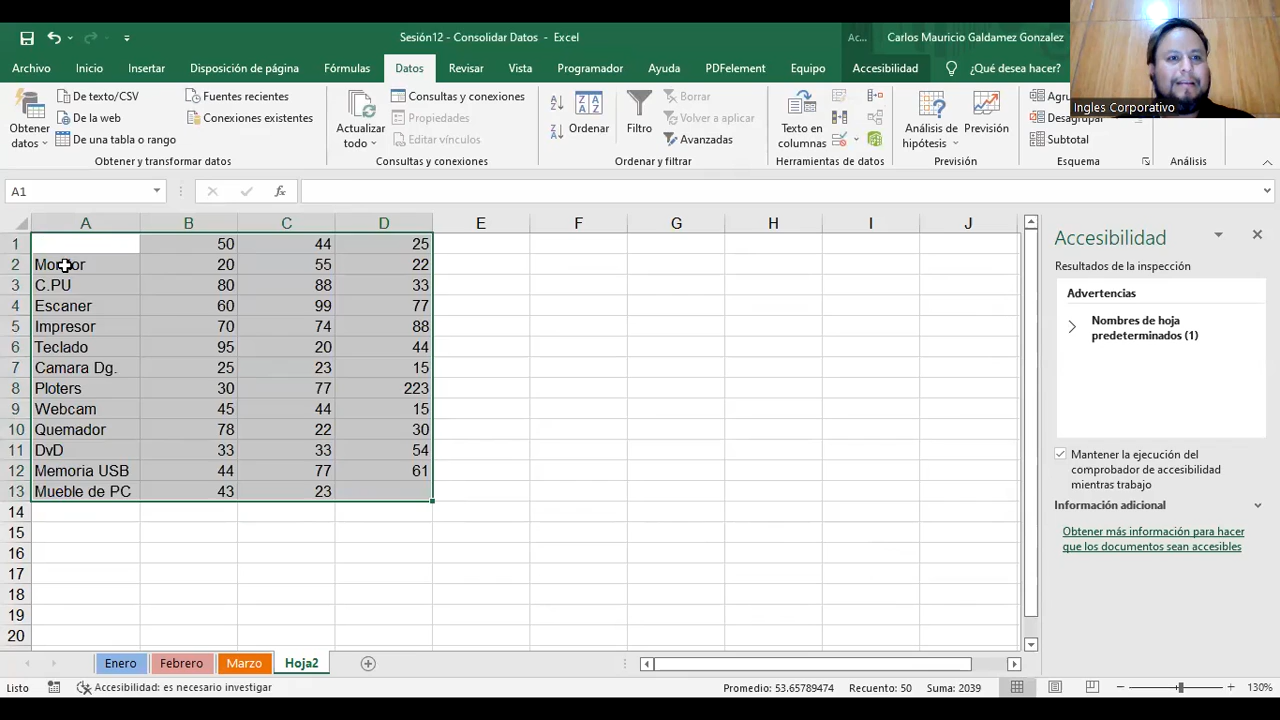 Sesión12 - Consolidar Datos - Excel
Ac...
Carlos Mauricio Galdamez Gonzalez
Archivo Inicio Insertar Disposición de página Fórmulas Datos Revisar Vista Programador Ayuda PDFelement Equipo Accesibilidad ¿Qué desea hacer?
Ingles Corporativo
Obtener datos
De texto/CSV
De la web
De una tabla o rango
Fuentes recientes
Conexiones existentes
Obtener y transformar datos
Actualizar todo
Consultas y conexiones
Propiedades
Editar vínculos
Consultas y conexiones
Ordenar
Filtro
Borrar
Volver a aplicar
Avanzadas
Ordenar y filtrar
Texto en columnas
Herramientas de datos
Análisis de hipótesis
Previsión
Previsión
Subtotal
Esquema
Análisis
A1
fx
A B C D E F G H I J
1 50 44 25
2 20 55 22
3 C.PU 80 88 33
4 Escaner 60 99 77
5 Impresor 70 74 88
6 Teclado 95 20 44
7 Camara Dg. 25 23 15
8 Ploters 30 77 223
9 Webcam 45 44 15
10 Quemador 78 22 30
11 DvD 33 33 54
12 Memoria USB 44 77 61
13 Mueble de PC 43 23
14
15
16
17
18
19
20
Accesibilidad
Resultados de la inspección
Advertencias
Nombres de hoja
predeterminados (1)
Mantener la ejecución del
comprobador de accesibilidad
mientras trabajo
Información adicional
Obtener más información para hacer
que los documentos sean accesibles
Enero Febrero Marzo Hoja2
Listo
Accesibilidad: es necesario investigar
Promedio: 53.65789474 Recuento: 50 Suma: 2039
130%